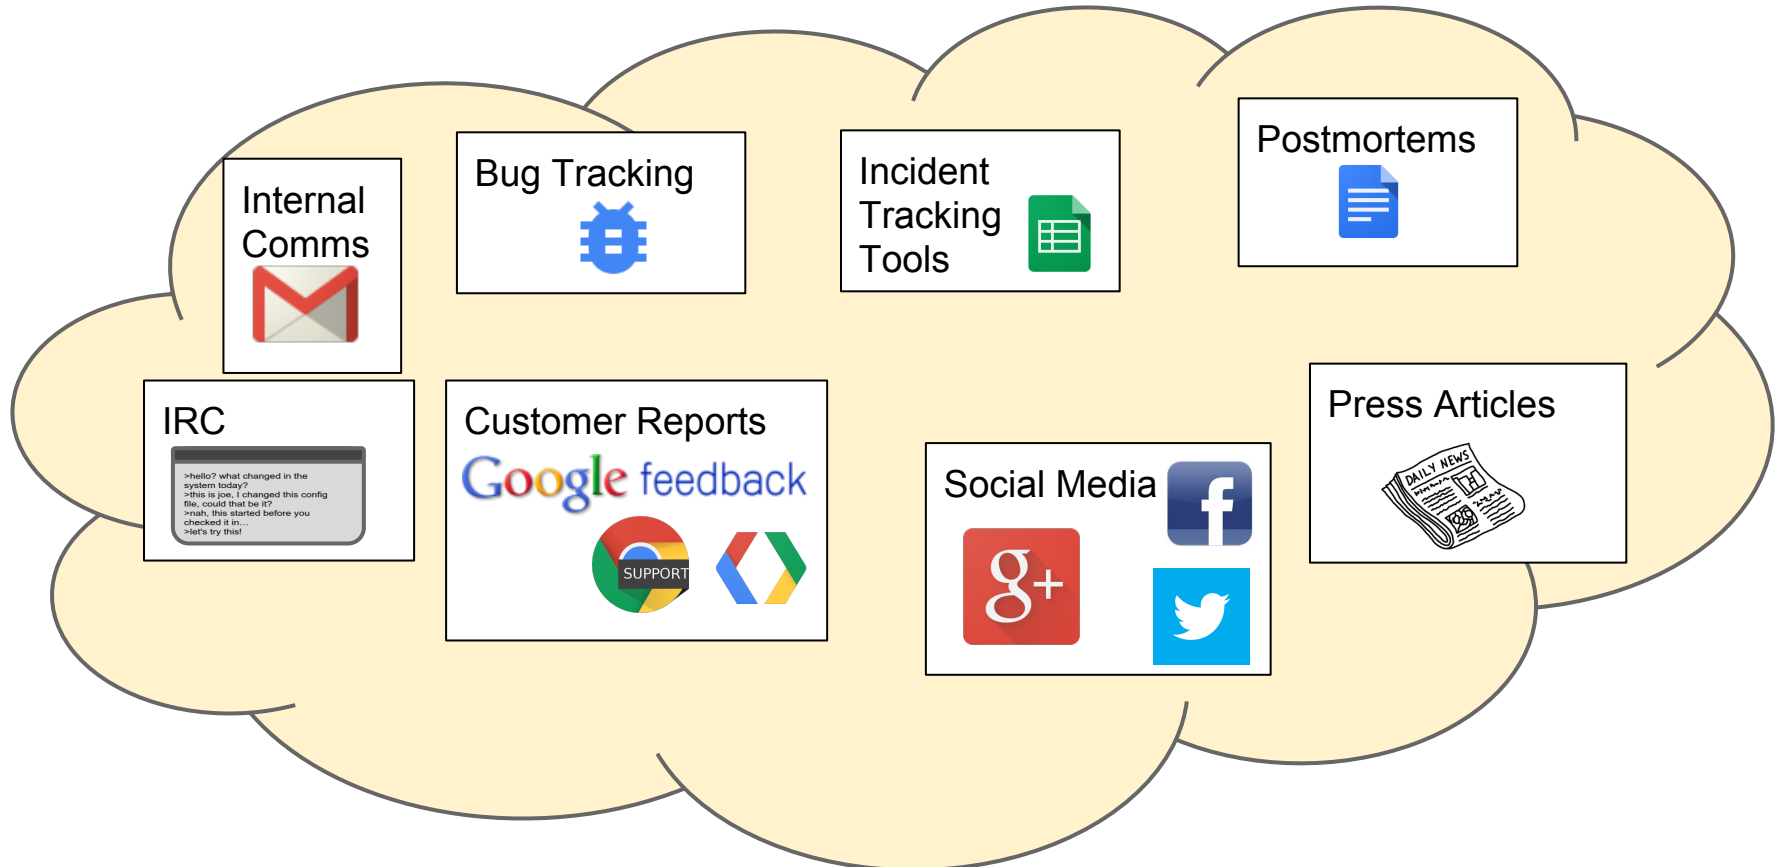 Internal
Comms
Bug Tracking
Incident
Tracking
Tools
Postmortems
IRC
>hello? what changed in the
system today?
>this is joe, I changed this config
file, could that be it?
>nah, this started before you
checked it in...
>let's try this!
Customer Reports
Google feedback
SUPPORT
Social Media
f
g+
Press Articles
DAILY NEWS